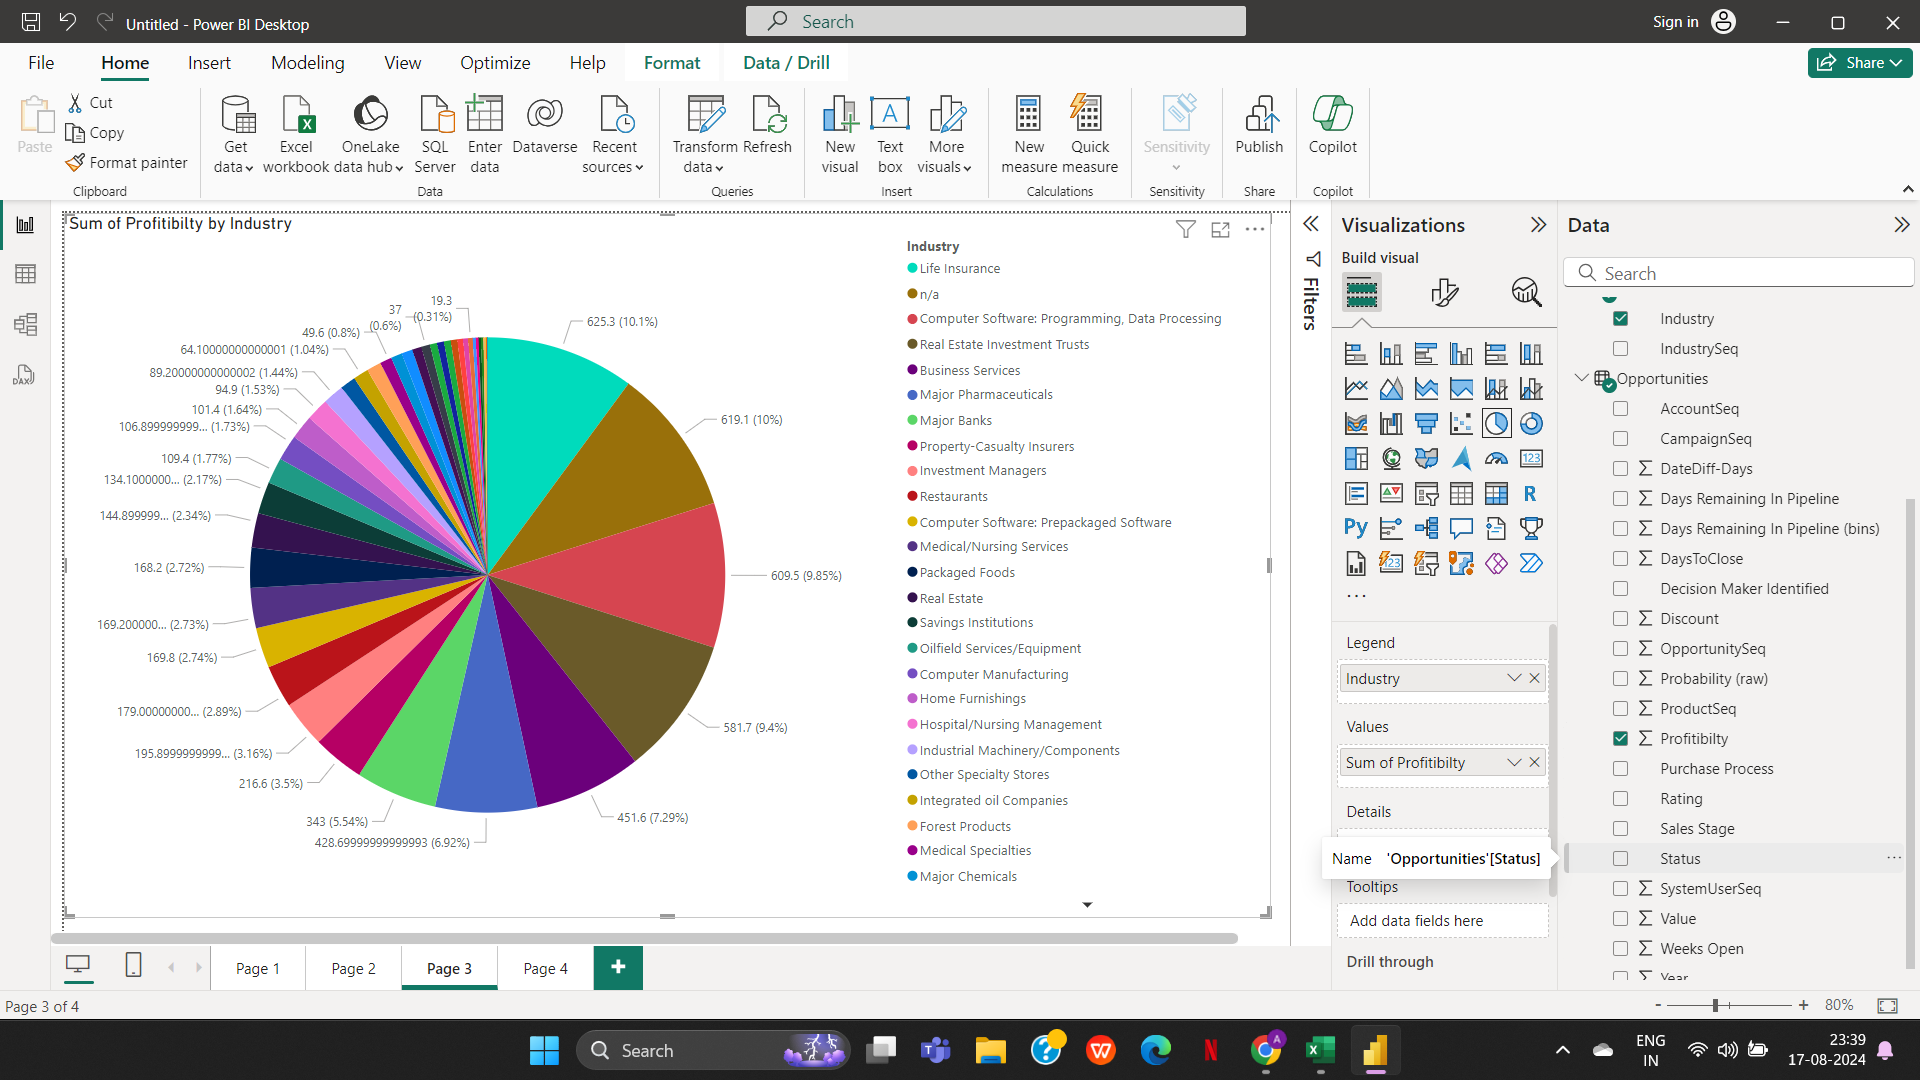 Untitled - Power BI Desktop
Search
Sign in
File
Home
Insert
Modeling
View
Optimize
Help
Format
Data / Drill
Share
Paste
Cut
Copy
Format painter
Clipboard
Get data
Excel workbook
OneLake data hub
SQL Server
Enter data
Dataverse
Recent sources
Data
Transform data
Refresh
Queries
New visual
Text box
More visuals
Insert
New measure
Quick measure
Calculations
Sensitivity
Sensitivity
Publish
Share
Copilot
Copilot
Sum of Profitibilty by Industry
19.3
(0.31%)
37
(0.6%)
49.6 (0.8%)
64.10000000000001 (1.04%)
89.20000000000002 (1.44%)
94.9 (1.53%)
101.4 (1.64%)
106.899999999... (1.73%)
109.4 (1.77%)
134.1000000... (2.17%)
144.899999... (2.34%)
168.2 (2.72%)
169.200000... (2.73%)
169.8 (2.74%)
179.00000000... (2.89%)
195.8999999999... (3.16%)
216.6 (3.5%)
343 (5.54%)
428.69999999999993 (6.92%)
451.6 (7.29%)
581.7 (9.4%)
609.5 (9.85%)
619.1 (10%)
625.3 (10.1%)
Industry
Life Insurance
n/a
Computer Software: Programming, Data Processing
Real Estate Investment Trusts
Business Services
Major Pharmaceuticals
Major Banks
Property-Casualty Insurers
Investment Managers
Restaurants
Computer Software: Prepackaged Software
Medical/Nursing Services
Packaged Foods
Real Estate
Savings Institutions
Oilfield Services/Equipment
Computer Manufacturing
Home Furnishings
Hospital/Nursing Management
Industrial Machinery/Components
Other Specialty Stores
Integrated oil Companies
Forest Products
Medical Specialties
Major Chemicals
Filters
Visualizations
Build visual
123
R
Py
123
Legend
Industry
Values
Sum of Profitibilty
Details
Name 'Opportunities'[Status]
Tooltips
Add data fields here
Drill through
Data
Search
Industry
IndustrySeq
Opportunities
AccountSeq
CampaignSeq
DateDiff-Days
Days Remaining In Pipeline
Days Remaining In Pipeline (bins)
DaysToClose
Decision Maker Identified
Discount
OpportunitySeq
Probability (raw)
ProductSeq
Profitibilty
Purchase Process
Rating
Sales Stage
Status
SystemUserSeq
Value
Weeks Open
Year
DAX
Page 1
Page 2
Page 3
Page 4
Page 3 of 4
80%
Search
ENG
IN
23:39
17-08-2024